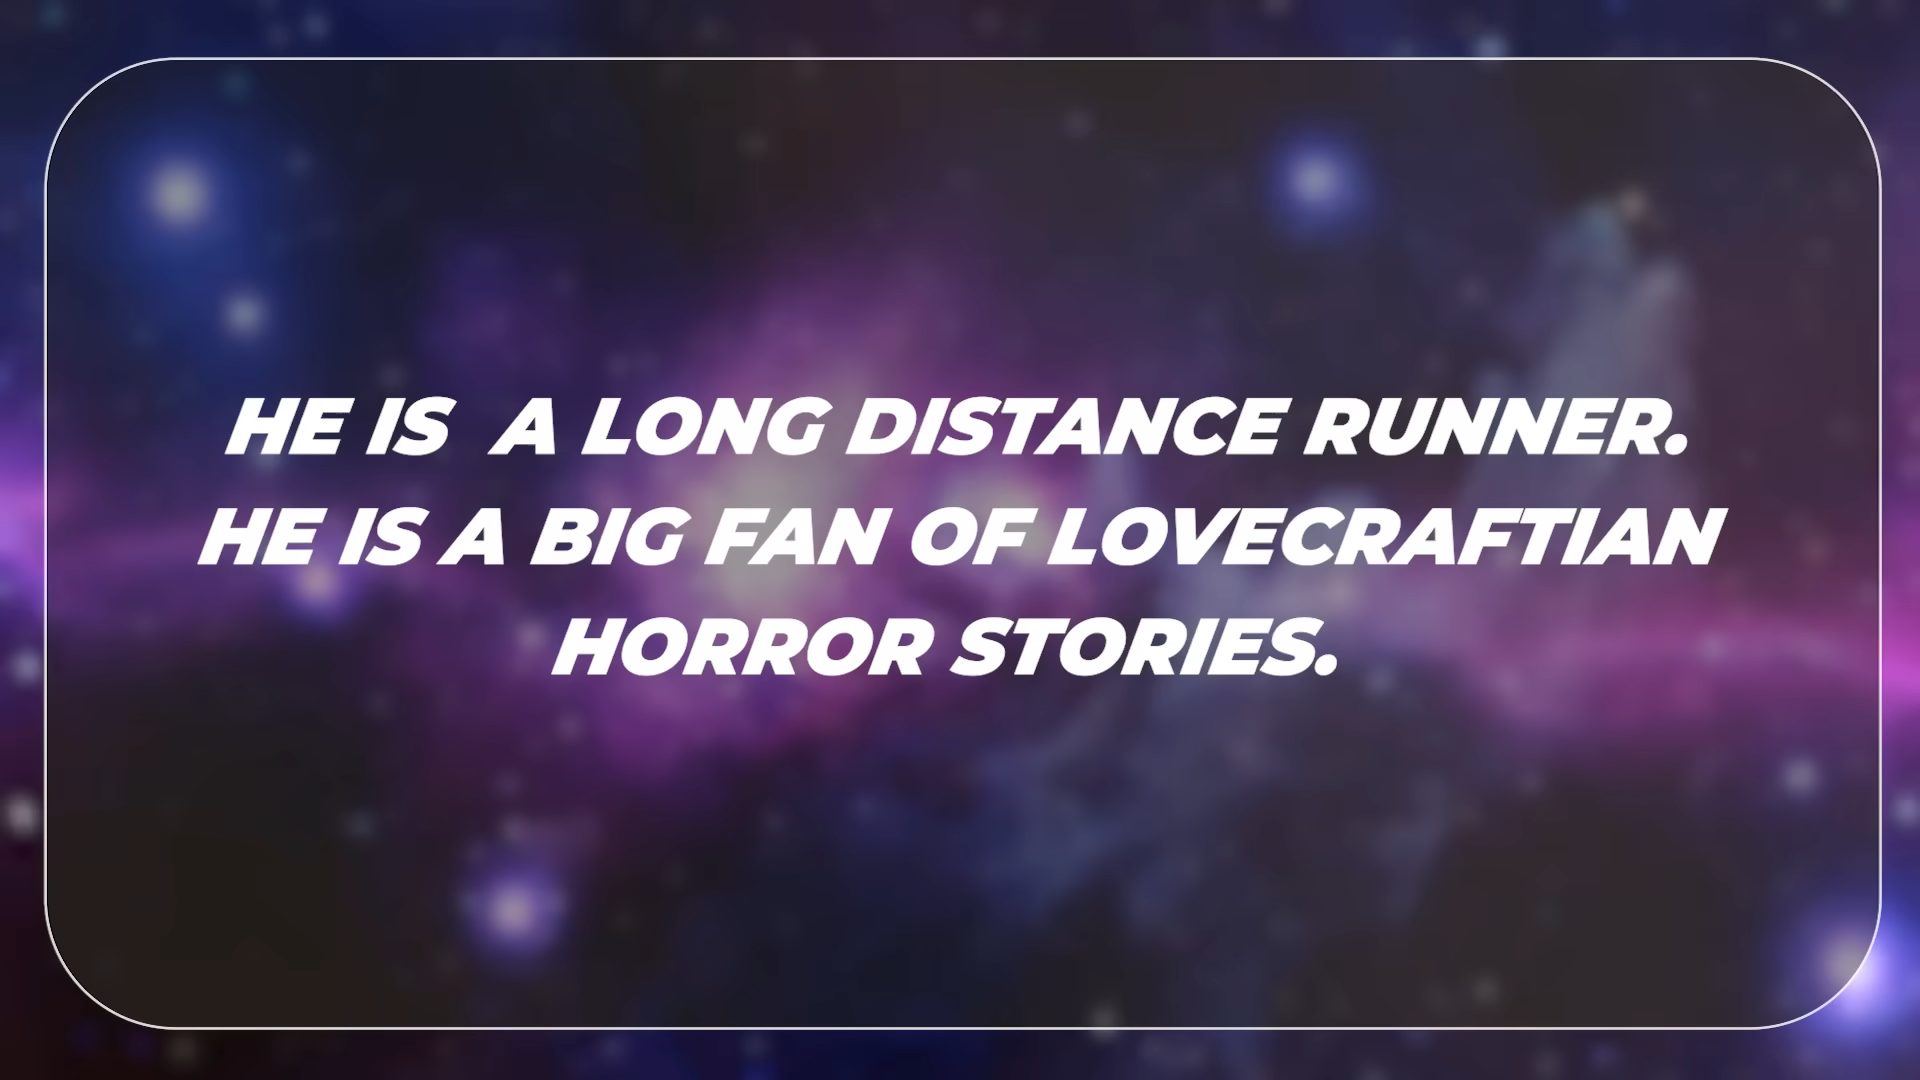 HE IS  A LONG DISTANCE RUNNER.
HE IS A BIG FAN OF LOVECRAFTIAN
HORROR STORIES.